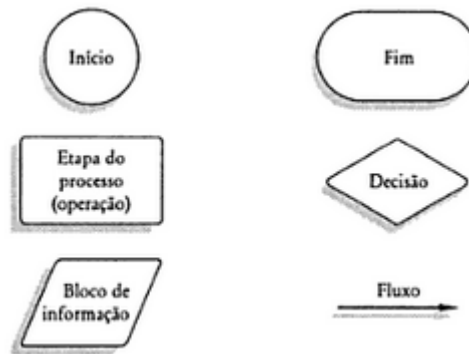 Início
Fim
Etapa do
processo
(operação)
Decisão
Bloco de
informação
Fluxo